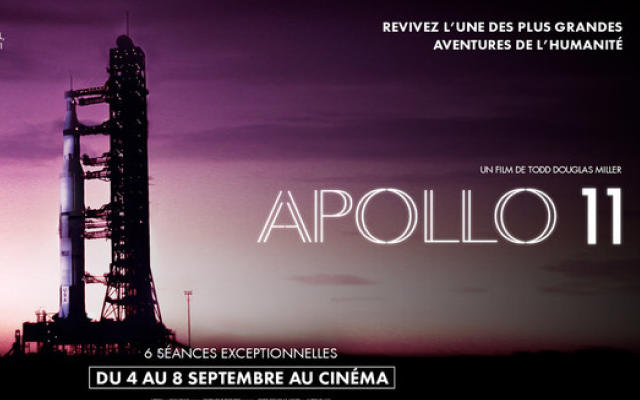 REVIVEZ L'UNE DES PLUS GRANDES
AVENTURES DE L'HUMANITÉ
UN FILM DE TODD DOUGLAS MILLER
APOLLO 11
USA
6 SÉANCES EXCEPTIONNELLES
DU 4 AU 8 SEPTEMBRE AU CINÉMA